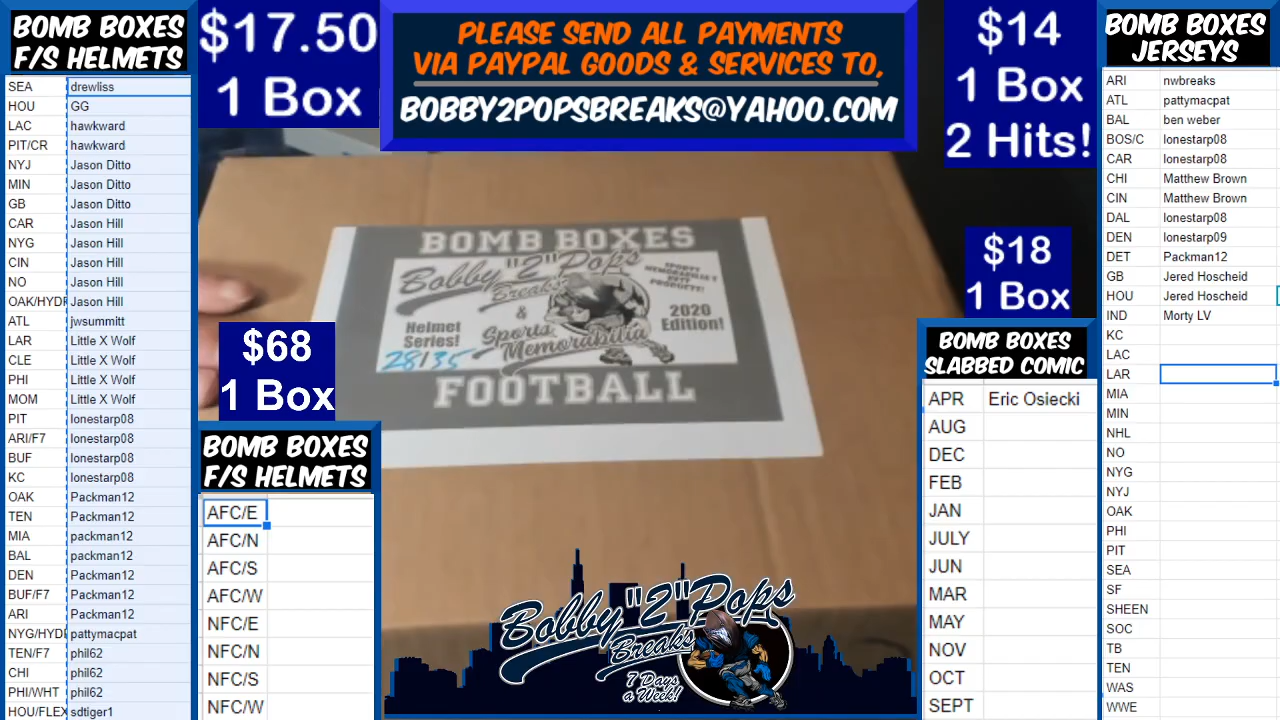 BOMB BOXES
F/S HELMETS
SEA drewliss
HOU GG
LAC hawkward
PIT/CR hawkward
NYJ Jason Ditto
MIN Jason Ditto
GB Jason Ditto
CAR Jason Hill
NYG Jason Hill
CIN Jason Hill
NO Jason Hill
OAK/HYDR Jason Hill
ATL jwsummitt
LAR Little X Wolf
CLE Little X Wolf
PHI Little X Wolf
MOM Little X Wolf
PIT lonestarp08
ARI/F7 lonestarp08
BUF lonestarp08
KC lonestarp08
OAK Packman12
TEN Packman12
MIA packman12
BAL packman12
DEN Packman12
BUF/F7 Packman12
ARI Packman12
NYG/HYDR pattymacpat
TEN/F7 phil62
CHI phil62
PHI/WHT phil62
HOU/FLEX sdtiger1
$17.50
1 Box
PLEASE SEND ALL PAYMENTS
VIA PAYPAL GOODS & SERVICES TO,
BOBBY2POPSBREAKS@YAHOO.COM
$14
1 Box
2 Hits!
BOMB BOXES
Bobby "2" Pops
Breaks
&
Sports
Memorabilia
SPORTS
MEMORABILIA
PRODUCTS!
Helmet
Series!
28/35
2020
Edition!
FOOTBALL
$68
1 Box
BOMB BOXES
F/S HELMETS
AFC/E
AFC/N
AFC/S
AFC/W
NFC/E
NFC/N
NFC/S
NFC/W
Bobby "2" Pops
Breaks
7 Days
a Week!
$18
1 Box
BOMB BOXES
SLABBED COMIC
APR Eric Osiecki
AUG
DEC
FEB
JAN
JULY
JUN
MAR
MAY
NOV
OCT
SEPT
BOMB BOXES
JERSEYS
ARI nwbreaks
ATL pattymacpat
BAL ben weber
BOS/C lonestarp08
CAR lonestarp08
CHI Matthew Brown
CIN Matthew Brown
DAL lonestarp08
DEN lonestarp09
DET Packman12
GB Jered Hoscheid
HOU Jered Hoscheid
IND Morty LV
KC
LAC
LAR
MIA
MIN
NHL
NO
NYG
NYJ
OAK
PHI
PIT
SEA
SF
SHEEN
SOC
TB
TEN
WAS
WWE